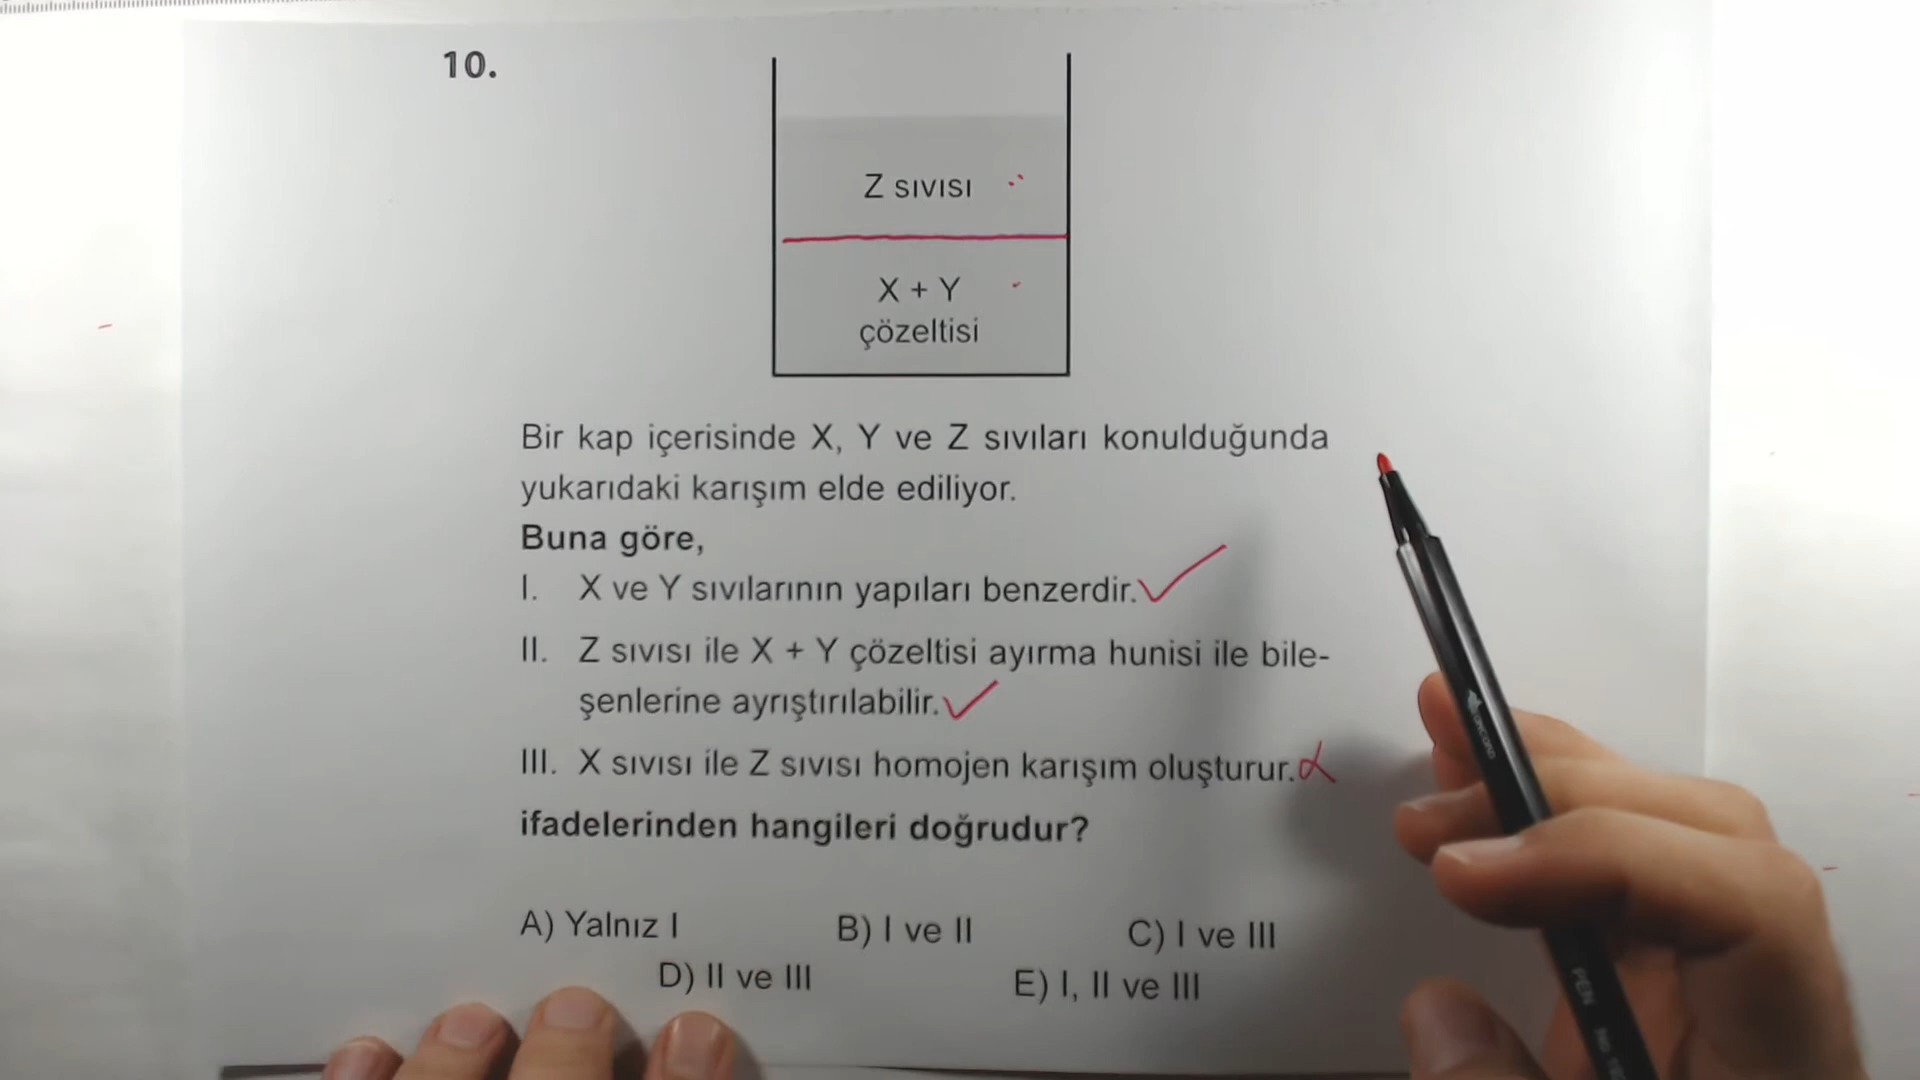 10.
Z sıvısı
X + Y
çözeltisi
Bir kap içerisinde X, Y ve Z sıvıları konulduğunda
yukarıdaki karışım elde ediliyor.
Buna göre,
I. X ve Y sıvılarının yapıları benzerdir.
II. Z sıvısı ile X + Y çözeltisi ayırma hunisi ile bile-
şenlerine ayrıştırılabilir.
III. X sıvısı ile Z sıvısı homojen karışım oluşturur.
ifadelerinden hangileri doğrudur?
A) Yalnız I B) I ve II C) I ve III
D) II ve III E) I, II ve III
PEN